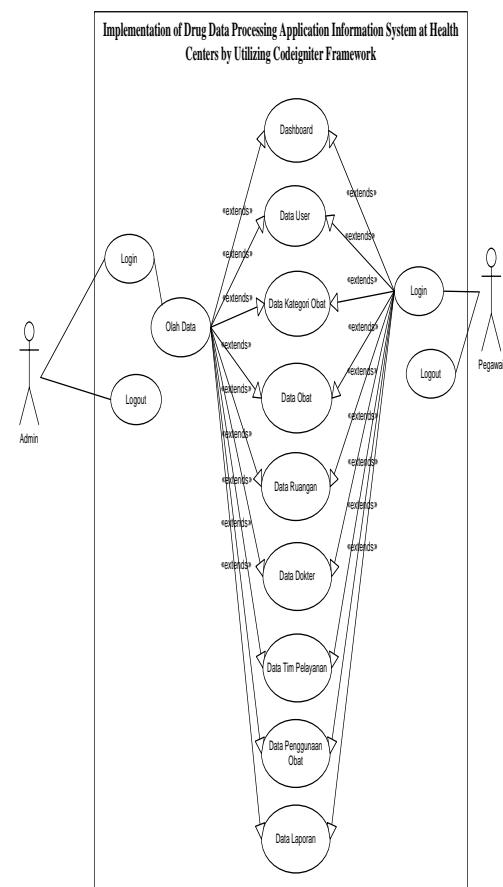 Implementation of Drug Data Processing Application Information System at Health
Centers by Utilizing Codeigniter Framework
Dashboard
«extends»
«extends»
Data User
«extends»
«extends»
Login
«extends»
Login
«extends»
Data Kategori Obat
Olah Data
«extends»
«extends»
Pegawai
Logout
«extends»
Logout
«extends»
Data Obat
«extends»
Admin
«extends»
«extends»
«extends»
Data Ruangan
«extends»
«extends»
«extends»
«extends»
«extends»
Data Dokter
Data Tim Pelayanan
Data Penggunaan
Obat
Data Laporan